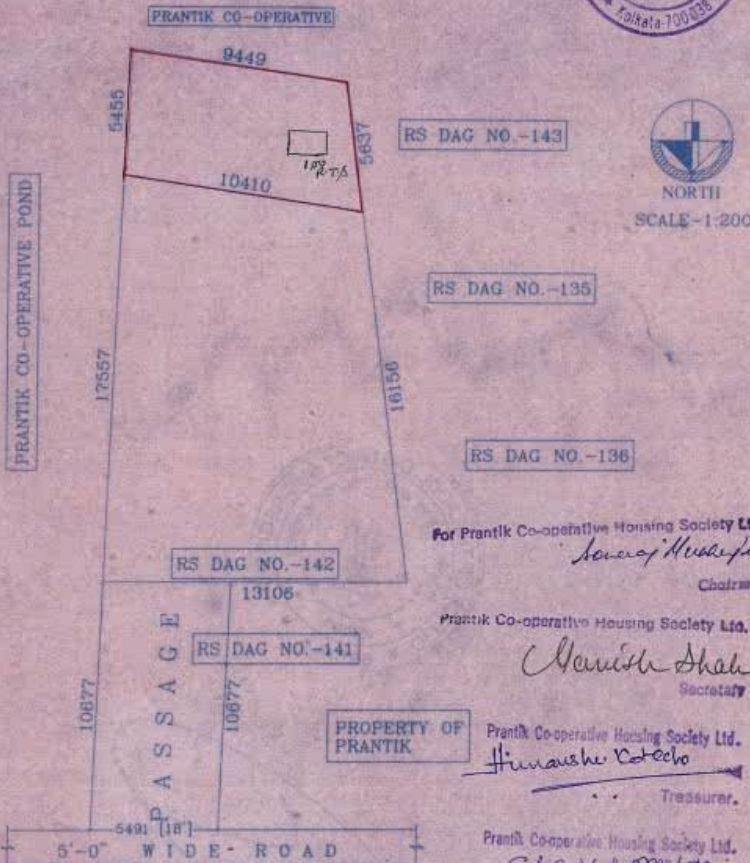 PRANTIK CO-OPERATIVE
Kolkata-700038
9449
5455
5637
RS DAG NO.-143
10410
NORTH
SCALE-1:200
PRANTIK CO-OPERATIVE POND
RS DAG NO.-135
17557
16156
RS DAG NO.-136
For Prantik Co-operative Housing Society Lt
Chairm
RS DAG NO.-142
13106
Prantik Co-operative Housing Society Ltd.
Manish Shah
Secretary
PASSAGE
RS DAG NO.-141
10677
10677
PROPERTY OF
PRANTIK
Prantik Co-operative Housing Society Ltd.
Treasurer.
5491 [18']
5'-0" WIDE ROAD
Prantik Co-operative Housing Society Ltd.